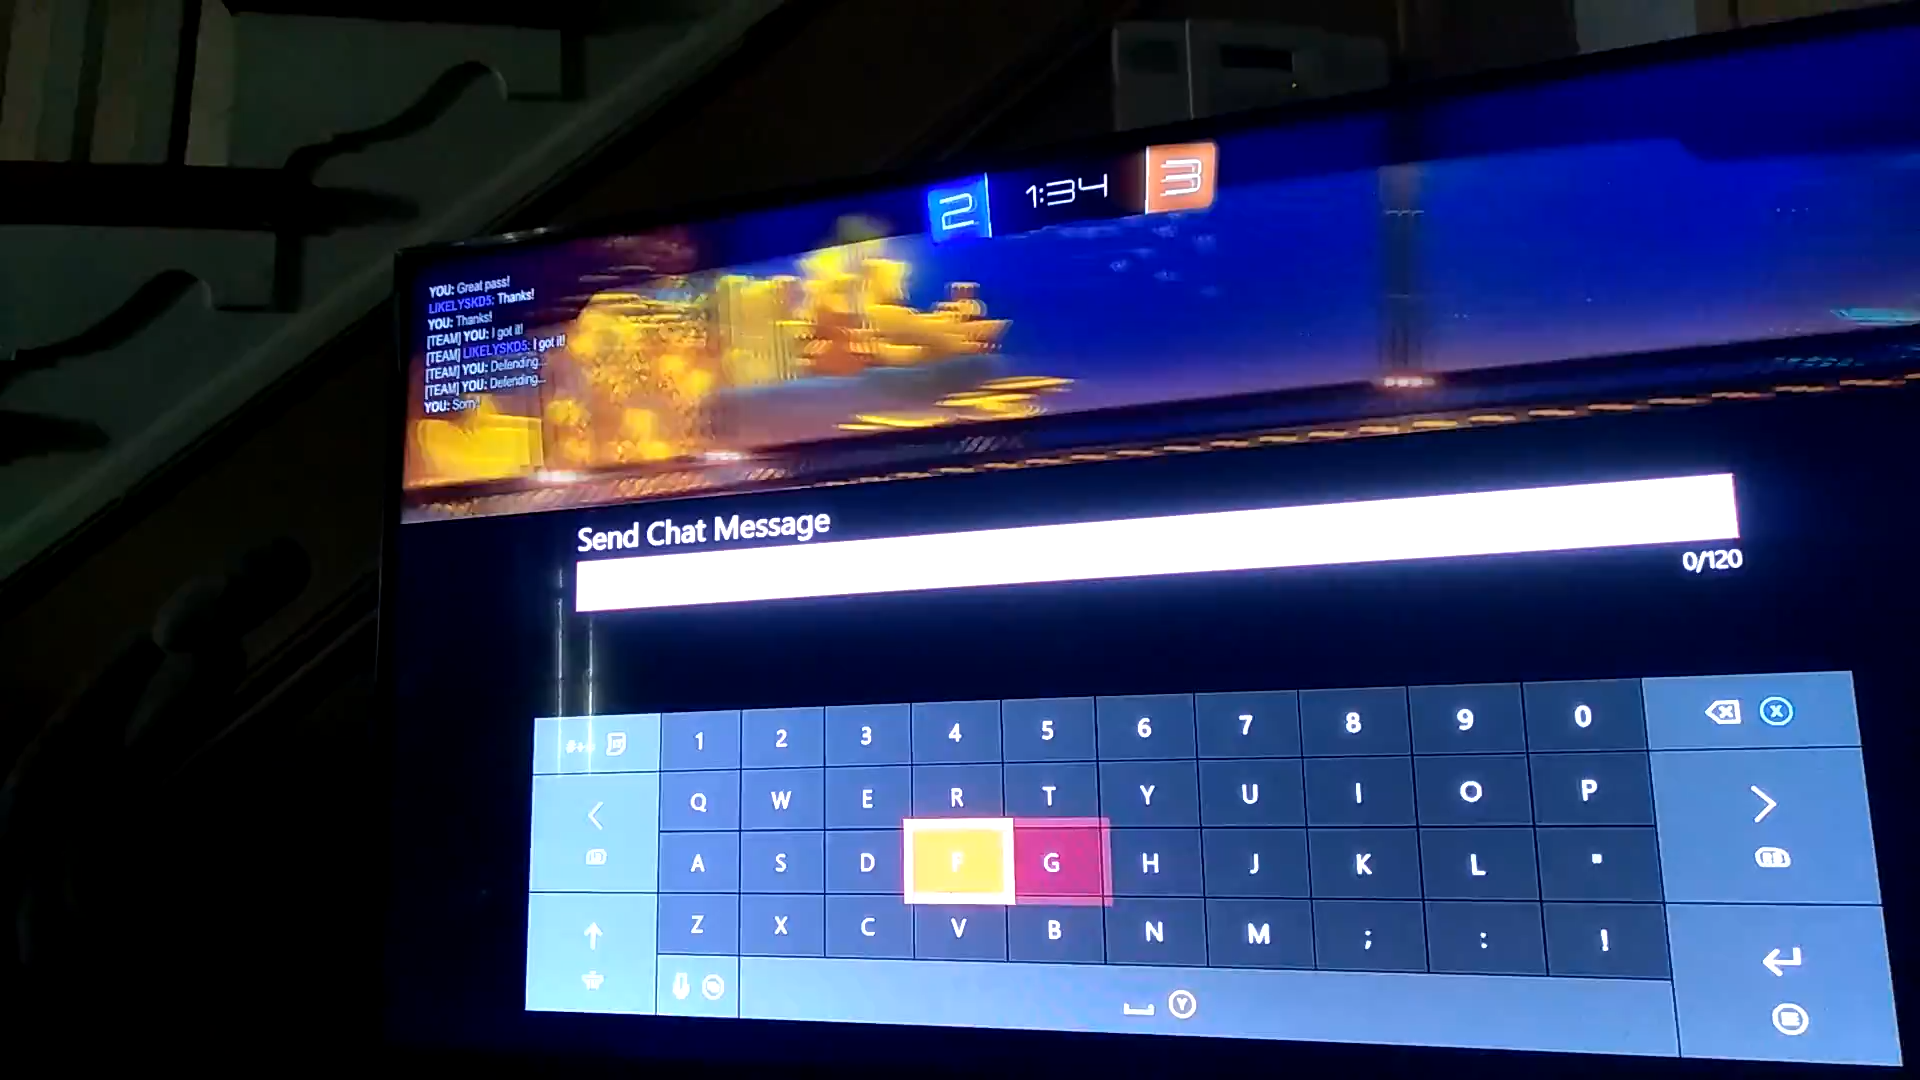 2 1:34 3
YOU: Great pass!
LIKELYSKD5: Thanks!
YOU: Thanks!
[TEAM] YOU: I got it!
[TEAM] LIKELYSKD5: I got it!
[TEAM] YOU: Defending...
[TEAM] YOU: Defending...
YOU: Sorry!
Send Chat Message
0/120
1 2 3 4 5 6 7 8 9 0 X
Q W E R T Y U I O P
A S D F G H J K L "
Z X C V B N M ; : !
Y